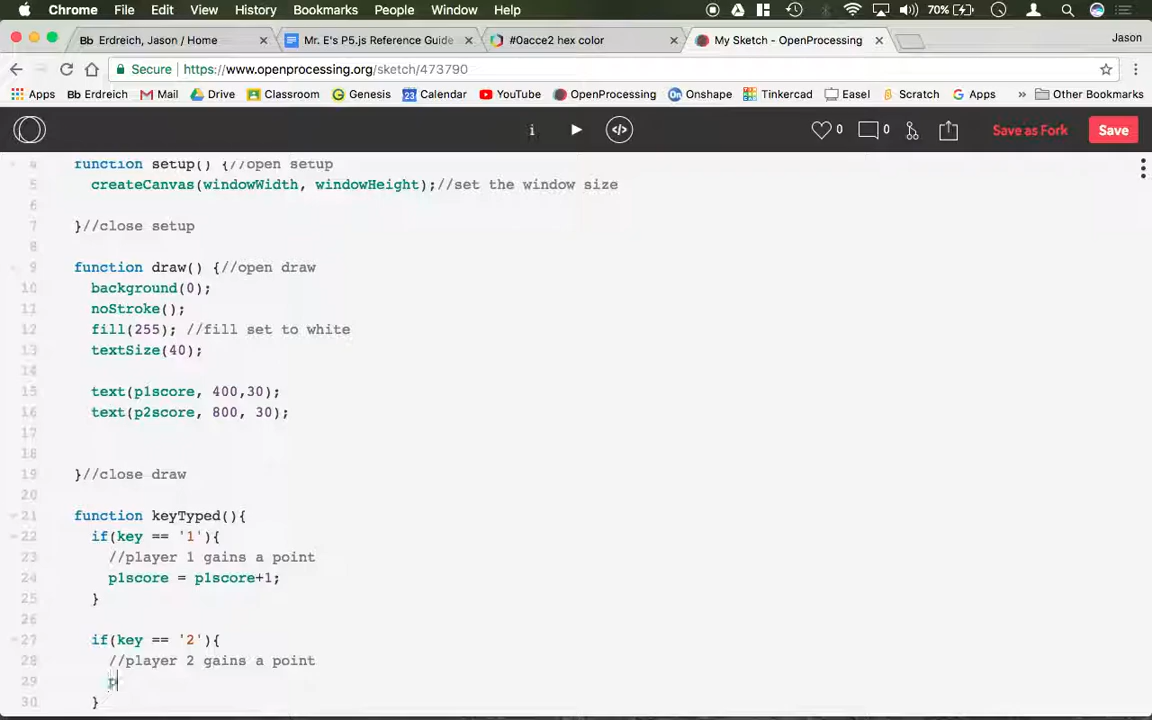 Chrome File Edit View History Bookmarks People Window Help 70%
Bb Erdreich, Jason / Home × Mr. E's P5.js Reference Guide × #0acce2 hex color × My Sketch - OpenProcessing × Jason
Secure https://www.openprocessing.org/sketch/473790
Apps Bb Erdreich Mail Drive Classroom Genesis 23 Calendar YouTube OpenProcessing On Onshape Tinkercad Easel Scratch Apps » Other Bookmarks
i </> 0 0 Save as Fork Save
4 function setup() {//open setup
5 createCanvas(windowWidth, windowHeight);//set the window size
6
7 }//close setup
8
9 function draw() {//open draw
10 background(0);
11 noStroke();
12 fill(255); //fill set to white
13 textSize(40);
14
15 text(p1score, 400,30);
16 text(p2score, 800, 30);
17
18
19 }//close draw
20
21 function keyTyped(){
22 if(key == '1'){
23 //player 1 gains a point
24 p1score = p1score+1;
25 }
26
27 if(key == '2'){
28 //player 2 gains a point
29 p
30 }